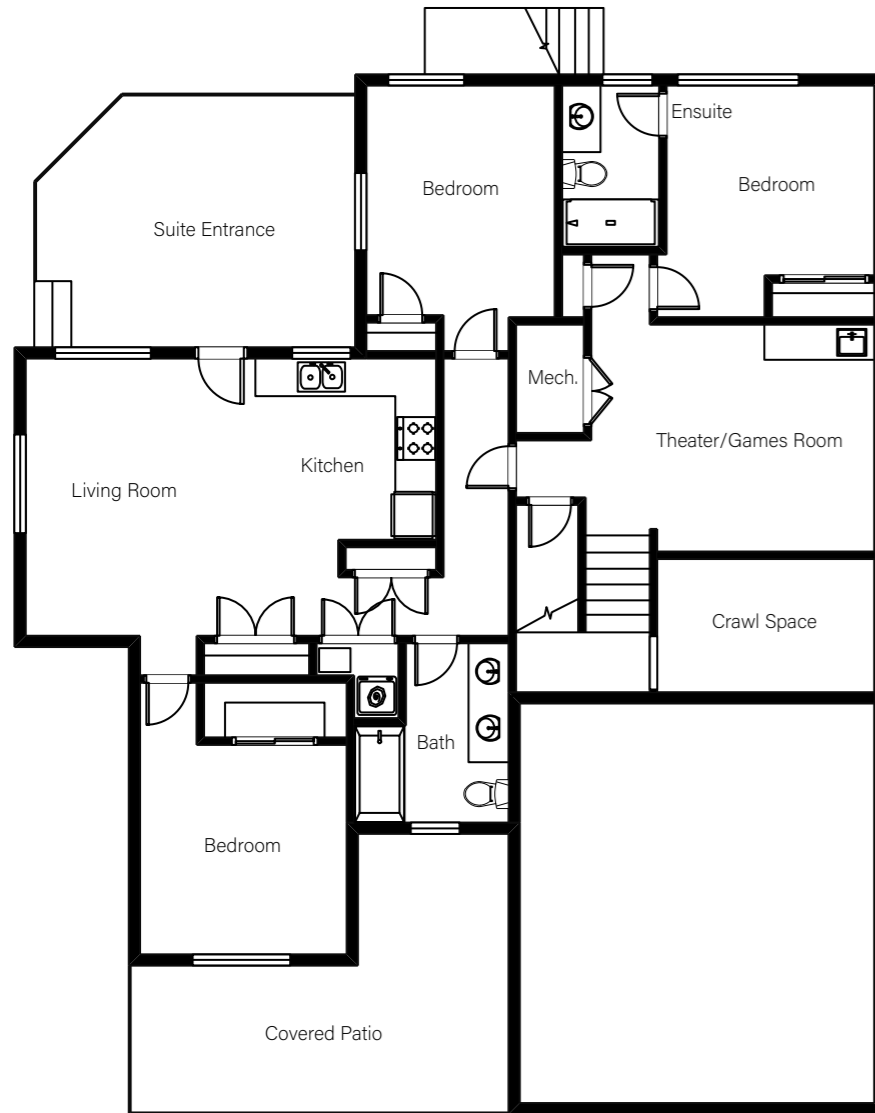 Ensuite
Bedroom
Bedroom
Suite Entrance
Mech.
Theater/Games Room
Kitchen
Living Room
Crawl Space
Bath
Bedroom
Covered Patio